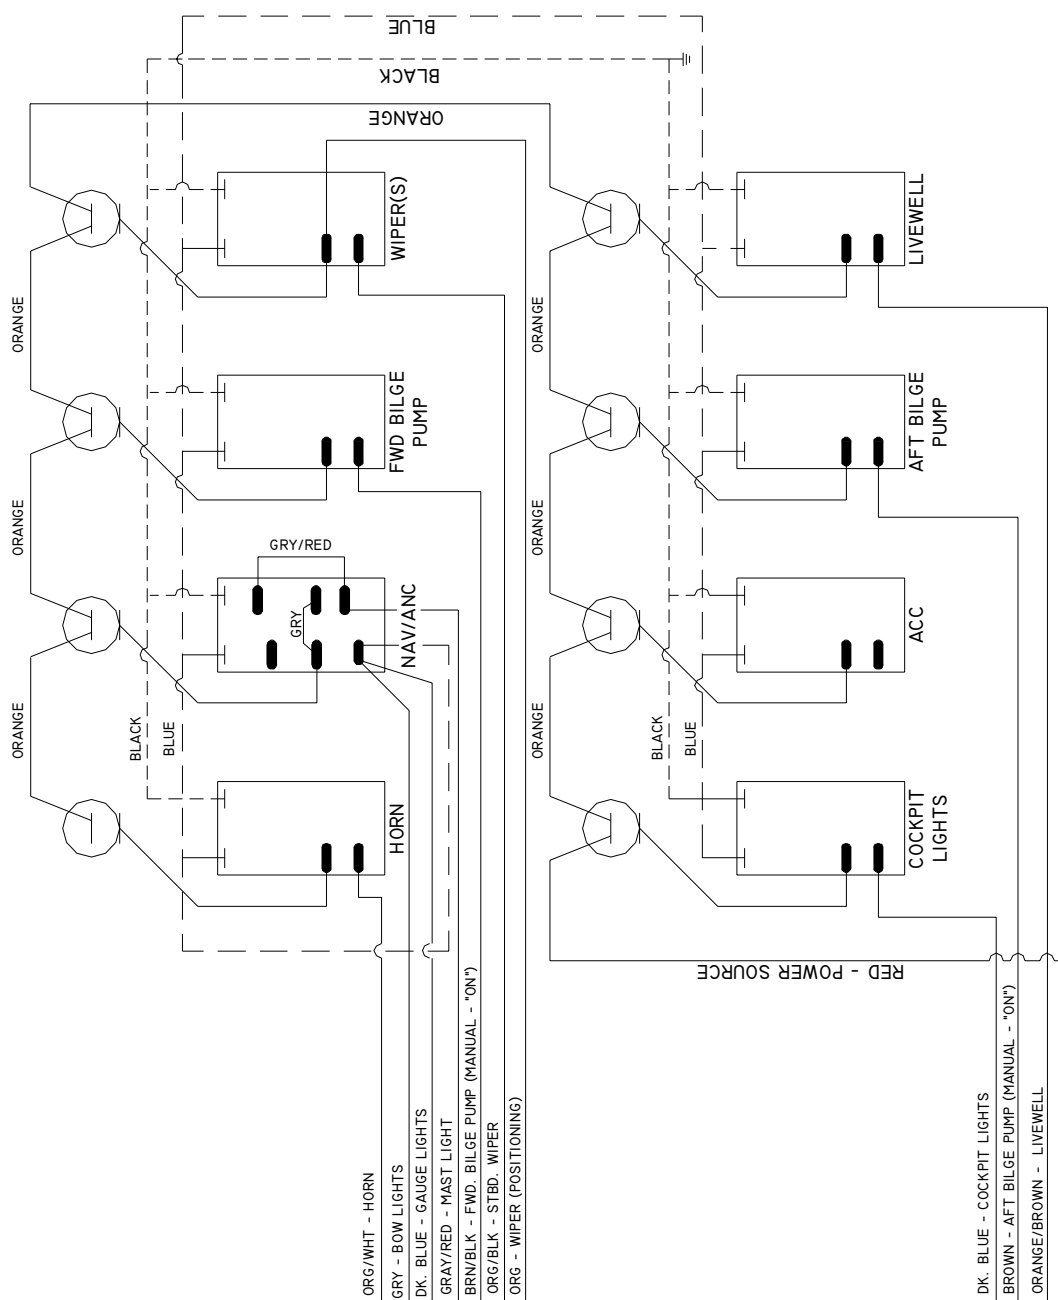 BLUE
BLACK
ORANGE
ORANGE
ORANGE
ORANGE
WIPER(S)
FWD BILGE
PUMP
GRY/RED
GRY
NAV/ANC
BLACK
BLUE
HORN
ORANGE
ORANGE
ORANGE
LIVEWELL
AFT BILGE
PUMP
ACC
BLACK
BLUE
COCKPIT
LIGHTS
RED - POWER SOURCE
ORG/WHT - HORN
GRY - BOW LIGHTS
DK. BLUE - GAUGE LIGHTS
GRAY/RED - MAST LIGHT
BRN/BLK - FWD. BILGE PUMP (MANUAL - "ON")
ORG/BLK - STBD. WIPER
ORG - WIPER (POSITIONING)
DK. BLUE - COCKPIT LIGHTS
BROWN - AFT BILGE PUMP (MANUAL - "ON")
ORANGE/BROWN - LIVEWELL